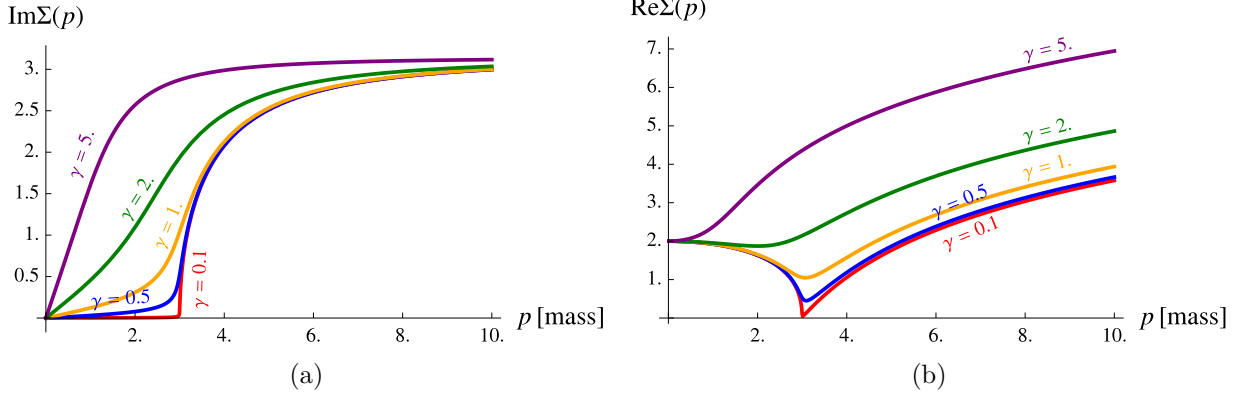 ImΣ(p)
3.
2.5
2.
1.5
1.
0.5
2.
4.
6.
8.
10.
p [mass]
γ = 5.
γ = 2.
γ = 1.
γ = 0.5
γ = 0.1
(a)
ReΣ(p)
7.
6.
5.
4.
3.
2.
1.
2.
4.
6.
8.
10.
p [mass]
γ = 5.
γ = 2.
γ = 1.
γ = 0.5
γ = 0.1
(b)